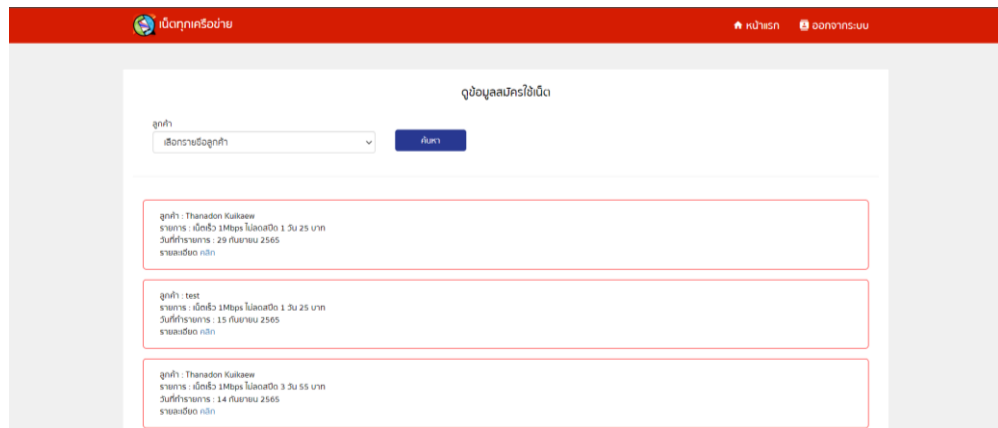 เน็ตทุกเครือข่าย
หน้าแรก ออกจากระบบ
ดูข้อมูลสมัครใช้เน็ต
ลูกค้า
เลือกรายชื่อลูกค้า ค้นหา
ลูกค้า : Thanadon Kuikaew
รายการ : เน็ตเร็ว 1Mbps ไม่ลดสปีด 1 วัน 25 บาท
วันที่ทำรายการ : 29 กันยายน 2565
รายละเอียด คลิก
ลูกค้า : test
รายการ : เน็ตเร็ว 1Mbps ไม่ลดสปีด 1 วัน 25 บาท
วันที่ทำรายการ : 15 กันยายน 2565
รายละเอียด คลิก
ลูกค้า : Thanadon Kuikaew
รายการ : เน็ตเร็ว 1Mbps ไม่ลดสปีด 3 วัน 55 บาท
วันที่ทำรายการ : 14 กันยายน 2565
รายละเอียด คลิก